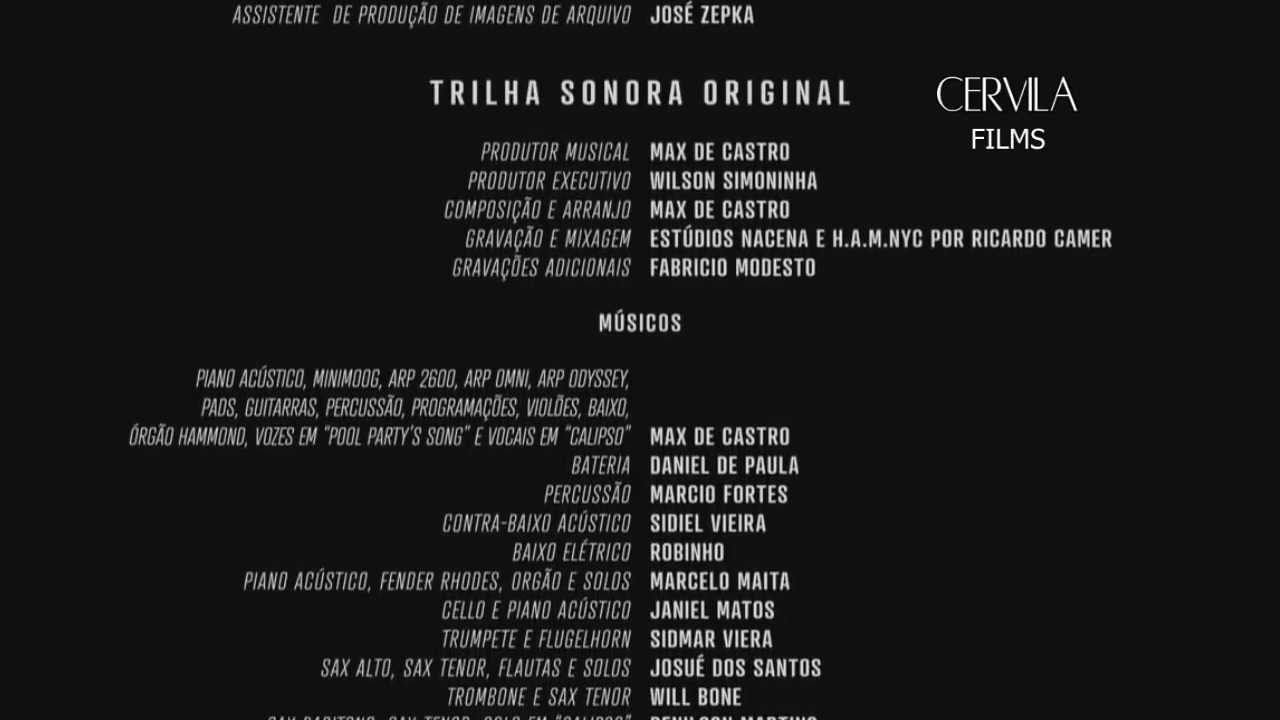 ASSISTENTE DE PRODUÇÃO DE IMAGENS DE ARQUIVO JOSÉ ZEPKA
TRILHA SONORA ORIGINAL
CERVILA
FILMS
PRODUTOR MUSICAL MAX DE CASTRO
PRODUTOR EXECUTIVO WILSON SIMONINHA
COMPOSIÇÃO E ARRANJO MAX DE CASTRO
GRAVAÇÃO E MIXAGEM ESTÚDIOS NACENA E H.A.M.NYC POR RICARDO CAMER
GRAVAÇÕES ADICIONAIS FABRICIO MODESTO
MÚSICOS
PIANO ACÚSTICO, MINIMOOG, ARP 2600, ARP OMNI, ARP ODYSSEY,
PADS, GUITARRAS, PERCUSSÃO, PROGRAMAÇÕES, VIOLÕES, BAIXO,
ÓRGÃO HAMMOND, VOZES EM “POOL PARTY’S SONG” E VOCAIS EM “CALIPSO” MAX DE CASTRO
BATERIA DANIEL DE PAULA
PERCUSSÃO MARCIO FORTES
CONTRA-BAIXO ACÚSTICO SIDIEL VIEIRA
BAIXO ELÉTRICO ROBINHO
PIANO ACÚSTICO, FENDER RHODES, ORGÃO E SOLOS MARCELO MAITA
CELLO E PIANO ACÚSTICO JANIEL MATOS
TRUMPETE E FLUGELHORN SIDMAR VIERA
SAX ALTO, SAX TENOR, FLAUTAS E SOLOS JOSUÉ DOS SANTOS
TROMBONE E SAX TENOR WILL BONE